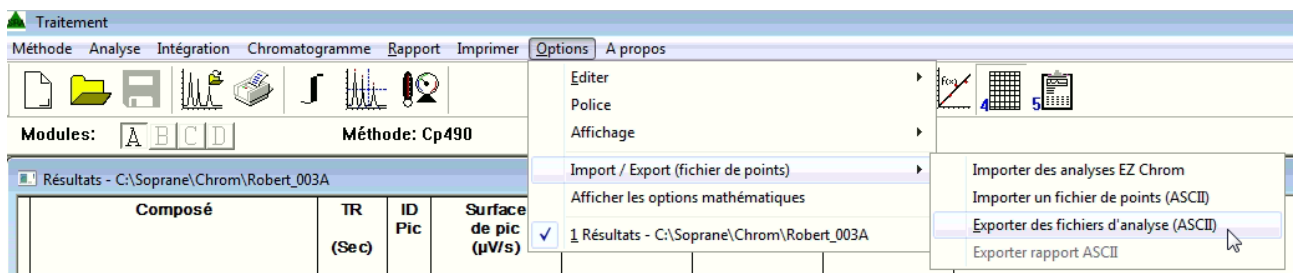 Traitement
Méthode Analyse Intégration Chromatogramme Rapport Imprimer Options A propos
Editer
Police
Affichage
Import / Export (fichier de points)
Afficher les options mathématiques
1 Résultats - C:\Soprane\Chrom\Robert_003A
f(x)
4
5
Modules: A B C D Méthode: Cp490
Importer des analyses EZ Chrom
Importer un fichier de points (ASCII)
Exporter des fichiers d'analyse (ASCII)
Exporter rapport ASCII
Résultats - C:\Soprane\Chrom\Robert_003A
Composé TR ID Surface
Pic de pic
(Sec) (µV/s)